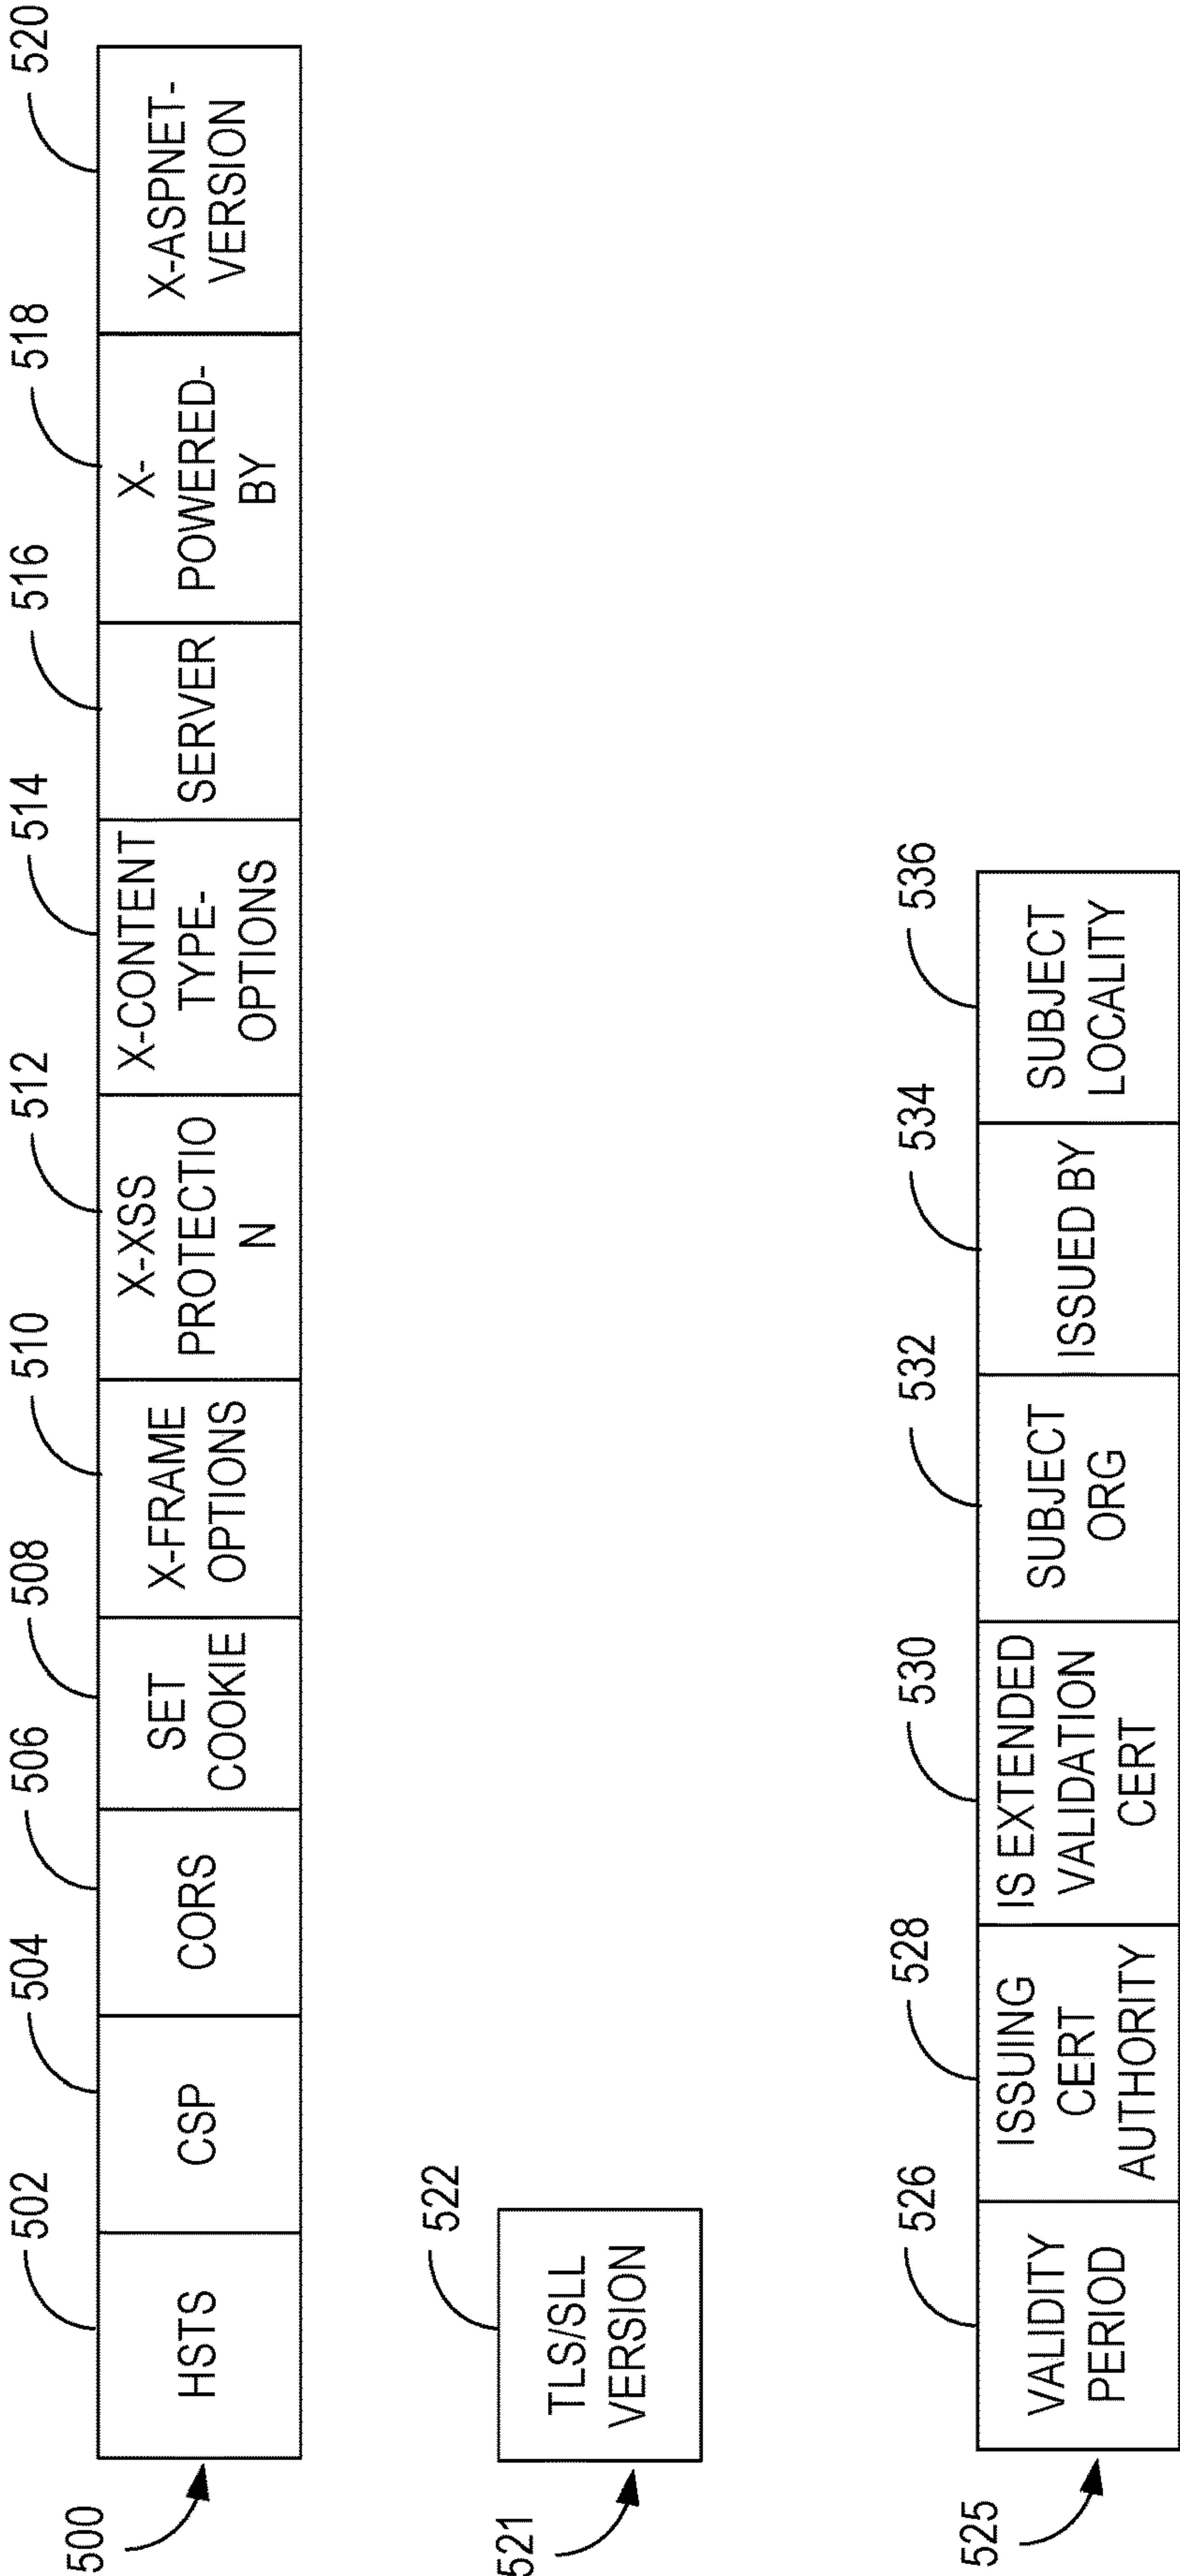 500
502
HSTS
504
CSP
506
CORS
508
SET
COOKIE
510
X-FRAME
OPTIONS
512
X-XSS
PROTECTIO
N
514
X-CONTENT
TYPE-
OPTIONS
516
SERVER
518
X-
POWERED-
BY
520
X-ASPNET-
VERSION
521
522
TLS/SLL
VERSION
525
526
VALIDITY
PERIOD
528
ISSUING
CERT
AUTHORITY
530
IS EXTENDED
VALIDATION
CERT
532
SUBJECT
ORG
534
ISSUED BY
536
SUBJECT
LOCALITY